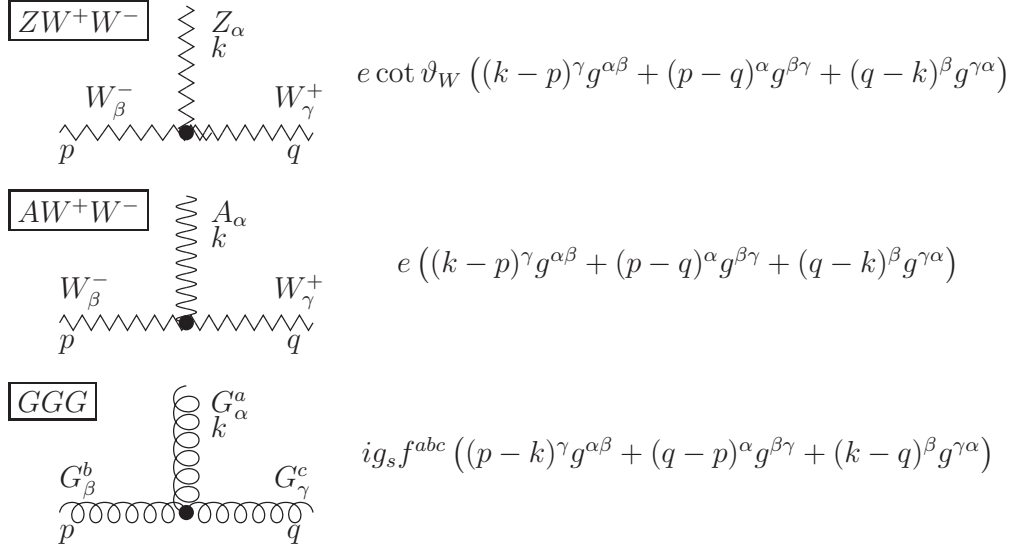 ZW⁺W⁻
Z_α
k
W⁻_β
W⁺_γ
p
q
e cot ϑ_W ((k − p)^γ g^{αβ} + (p − q)^α g^{βγ} + (q − k)^β g^{γα})
AW⁺W⁻
A_α
k
W⁻_β
W⁺_γ
p
q
e ((k − p)^γ g^{αβ} + (p − q)^α g^{βγ} + (q − k)^β g^{γα})
GGG
G^a_α
k
G^b_β
G^c_γ
p
q
ig_s f^{abc} ((p − k)^γ g^{αβ} + (q − p)^α g^{βγ} + (k − q)^β g^{γα})